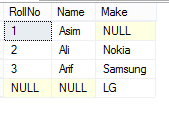 RollNo Name Make
1 Asim NULL
2 Ali Nokia
3 Arif Samsung
NULL NULL LG